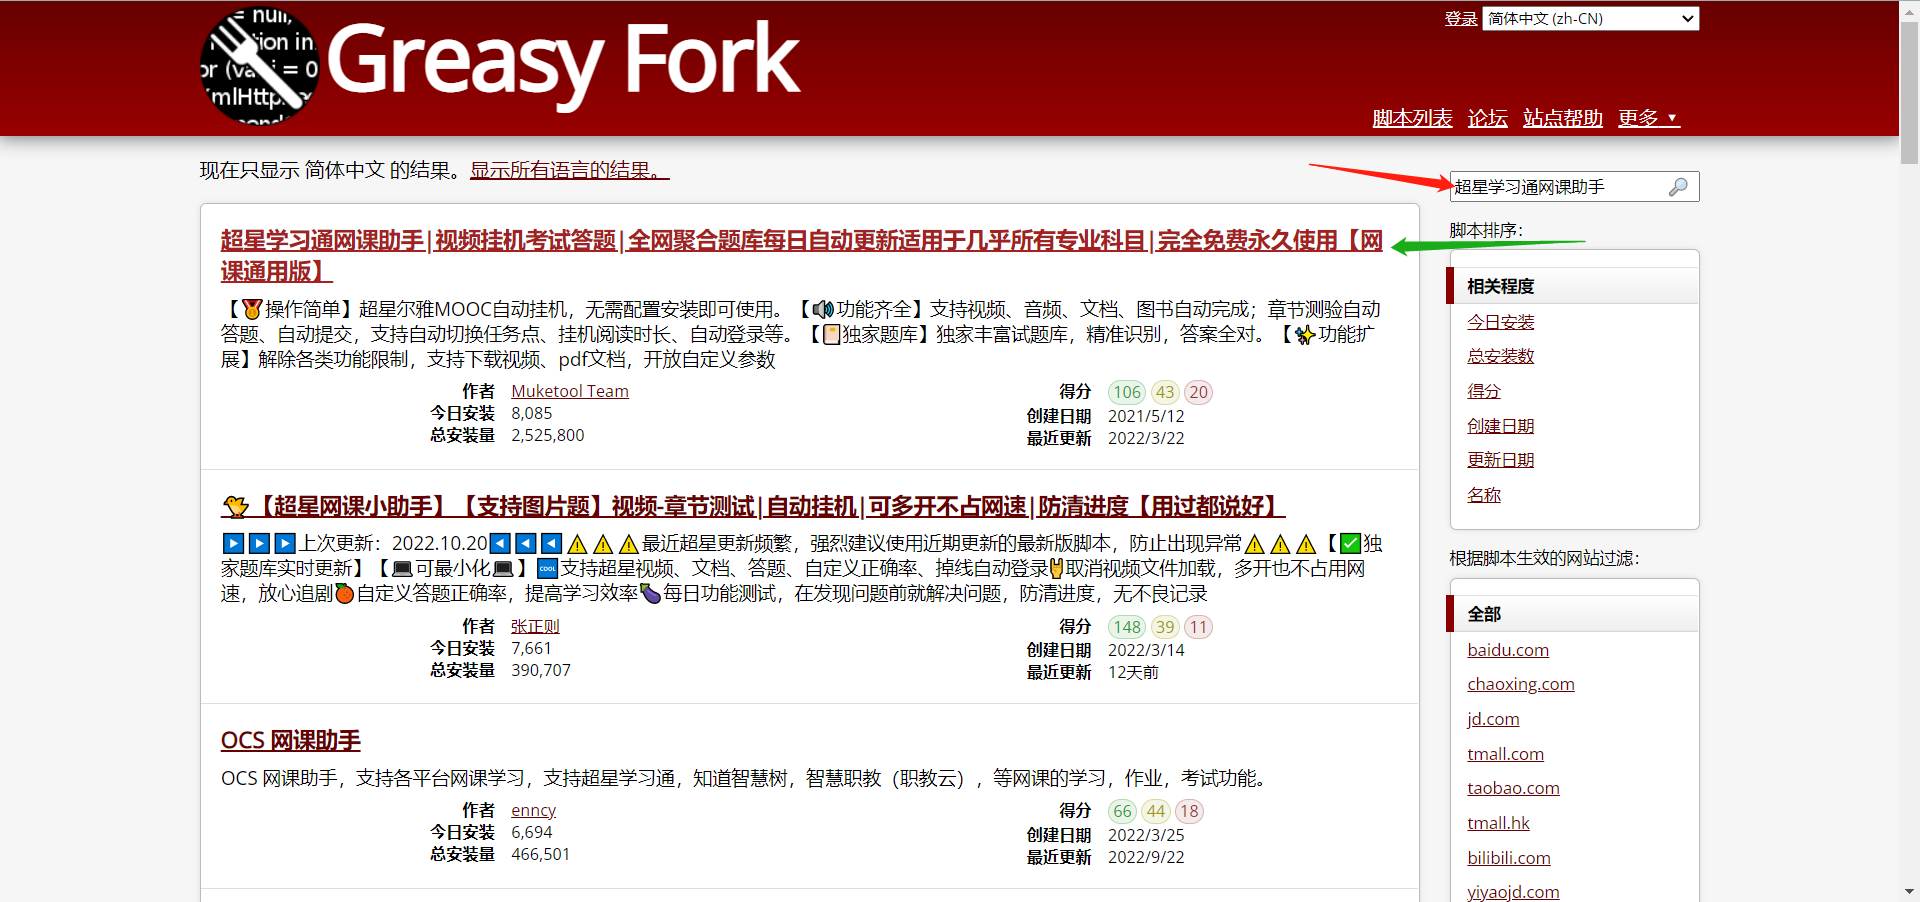 null,
tion in
or (va i = 0
mlHttp
Greasy Fork
登录 简体中文 (zh-CN)
脚本列表 论坛 站点帮助 更多 ▼
现在只显示 简体中文 的结果。显示所有语言的结果。
超星学习通网课助手
脚本排序：
超星学习通网课助手|视频挂机考试答题|全网聚合题库每日自动更新适用于几乎所有专业科目|完全免费永久使用【网
课通用版】
【🏅操作简单】超星尔雅MOOC自动挂机，无需配置安装即可使用。【🔊功能齐全】支持视频、音频、文档、图书自动完成；章节测验自动
答题、自动提交，支持自动切换任务点、挂机阅读时长、自动登录等。【📔独家题库】独家丰富试题库，精准识别，答案全对。【✨功能扩
展】解除各类功能限制，支持下载视频、pdf文档，开放自定义参数
作者 Muketool Team
今日安装 8,085
总安装量 2,525,800
得分 106 43 20
创建日期 2021/5/12
最近更新 2022/3/22
🐤【超星网课小助手】【支持图片题】视频-章节测试|自动挂机|可多开不占网速|防清进度【用过都说好】
▶️▶️▶️上次更新：2022.10.20◀️◀️◀️⚠️⚠️⚠️最近超星更新频繁，强烈建议使用近期更新的最新版脚本，防止出现异常⚠️⚠️⚠️【✅独
家题库实时更新】【💻可最小化💻】🆒支持超星视频、文档、答题、自定义正确率、掉线自动登录🤘取消视频文件加载，多开也不占用网
速，放心追剧🍊自定义答题正确率，提高学习效率🍆每日功能测试，在发现问题前就解决问题，防清进度，无不良记录
作者 张正则
今日安装 7,661
总安装量 390,707
得分 148 39 11
创建日期 2022/3/14
最近更新 12天前
OCS 网课助手
OCS 网课助手，支持各平台网课学习，支持超星学习通，知道智慧树，智慧职教（职教云），等网课的学习，作业，考试功能。
作者 enncy
今日安装 6,694
总安装量 466,501
得分 66 44 18
创建日期 2022/3/25
最近更新 2022/9/22
相关程度
今日安装
总安装数
得分
创建日期
更新日期
名称
根据脚本生效的网站过滤：
全部
baidu.com
chaoxing.com
jd.com
tmall.com
taobao.com
tmall.hk
bilibili.com
yiyaojd.com